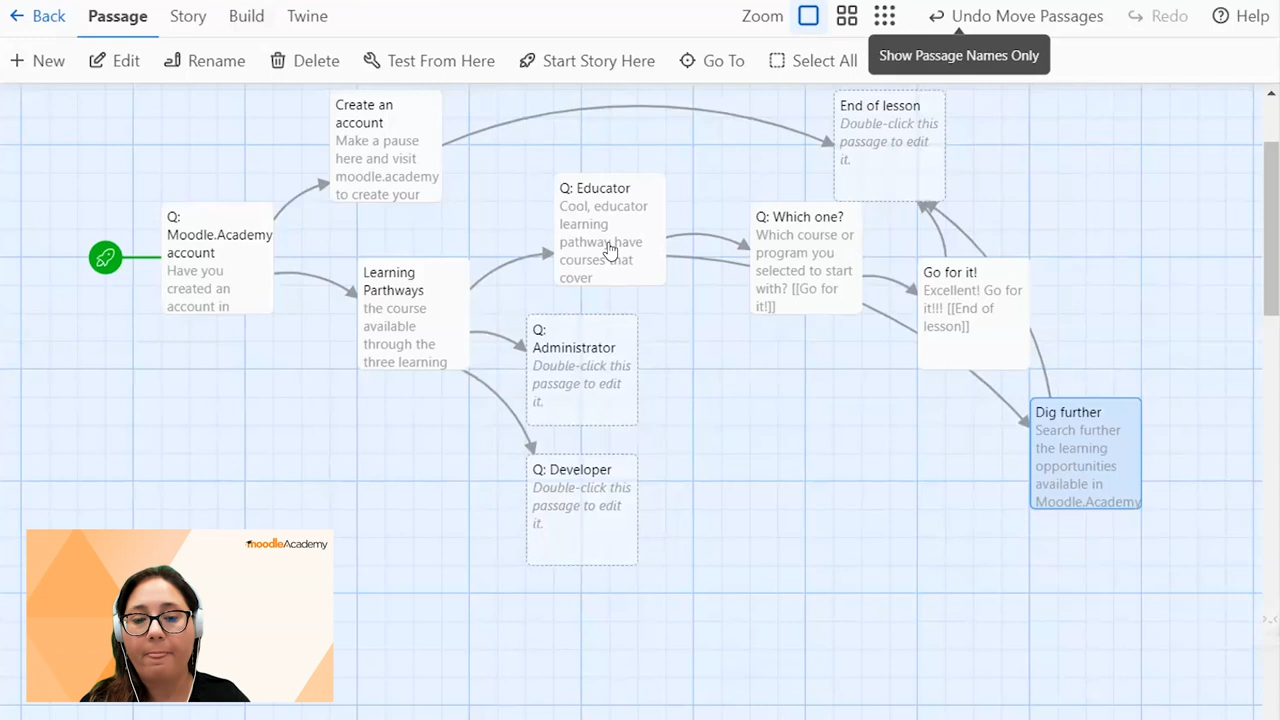 Back
Passage
Story
Build
Twine
Zoom
Undo Move Passages
Redo
Help
New
Edit
Rename
Delete
Test From Here
Start Story Here
Go To
Select All
Show Passage Names Only
Create an
account
Make a pause
here and visit
moodle.academy
to create your
End of lesson
Double-click this
passage to edit
it.
Q:
Moodle.Academy
account
Have you
created an
account in
Q: Educator
Cool, educator
learning
pathway have
courses that
cover
Q: Which one?
Which course or
program you
selected to start
with? [[Go for
it!]]
Learning
Parthways
the course
available
through the
three learning
Go for it!
Excellent! Go for
it!!! [[End of
lesson]]
Q:
Administrator
Double-click this
passage to edit
it.
Dig further
Search further
the learning
opportunities
available in
Moodle.Academy
Q: Developer
Double-click this
passage to edit
it.
moodleAcademy